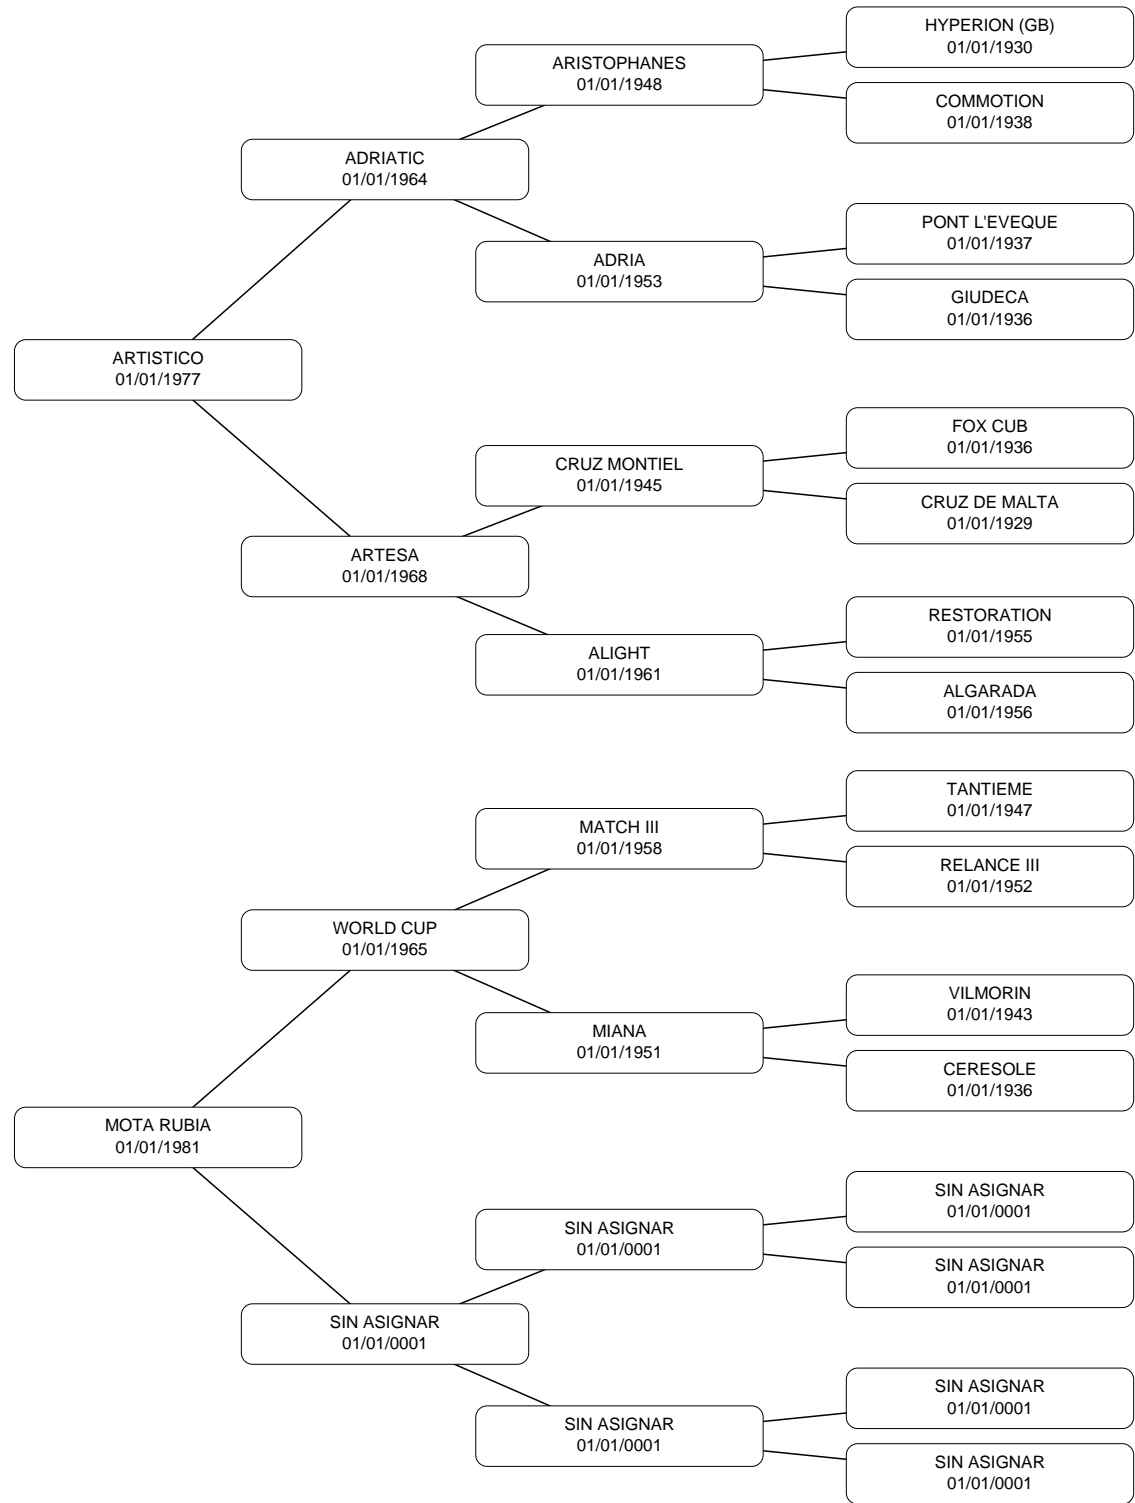 HYPERION (GB)
01/01/1930
ARISTOPHANES
01/01/1948
COMMOTION
01/01/1938
ADRIATIC
01/01/1964
PONT L'EVEQUE
01/01/1937
ADRIA
01/01/1953
GIUDECA
01/01/1936
ARTISTICO
01/01/1977
FOX CUB
01/01/1936
CRUZ MONTIEL
01/01/1945
CRUZ DE MALTA
01/01/1929
ARTESA
01/01/1968
RESTORATION
01/01/1955
ALIGHT
01/01/1961
ALGARADA
01/01/1956
TANTIEME
01/01/1947
MATCH III
01/01/1958
RELANCE III
01/01/1952
WORLD CUP
01/01/1965
VILMORIN
01/01/1943
MIANA
01/01/1951
CERESOLE
01/01/1936
MOTA RUBIA
01/01/1981
SIN ASIGNAR
01/01/0001
SIN ASIGNAR
01/01/0001
SIN ASIGNAR
01/01/0001
SIN ASIGNAR
01/01/0001
SIN ASIGNAR
01/01/0001
SIN ASIGNAR
01/01/0001
SIN ASIGNAR
01/01/0001